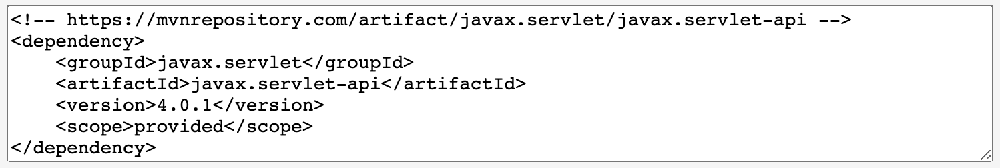 <!-- https://mvnrepository.com/artifact/javax.servlet/javax.servlet-api -->
<dependency>
    <groupId>javax.servlet</groupId>
    <artifactId>javax.servlet-api</artifactId>
    <version>4.0.1</version>
    <scope>provided</scope>
</dependency>